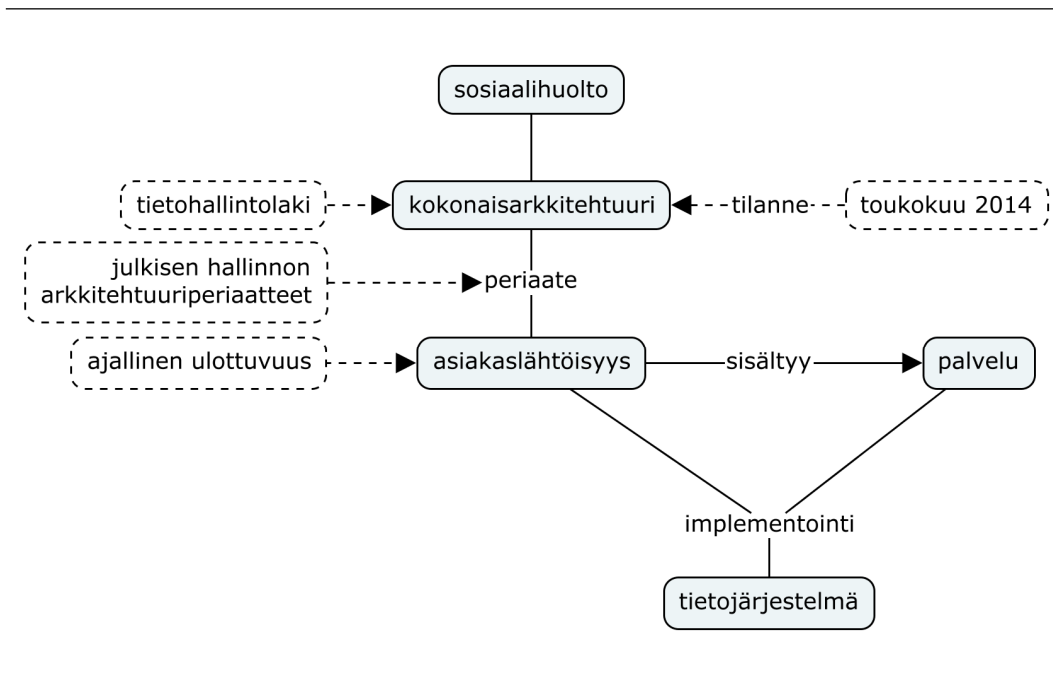 sosiaalihuolto
tietohallintolaki
kokonaisarkkitehtuuri
tilanne
toukokuu 2014
julkisen hallinnon
arkkitehtuuriperiaatteet
periaate
ajallinen ulottuvuus
asiakaslähtöisyys
sisältyy
palvelu
implementointi
tietojärjestelmä